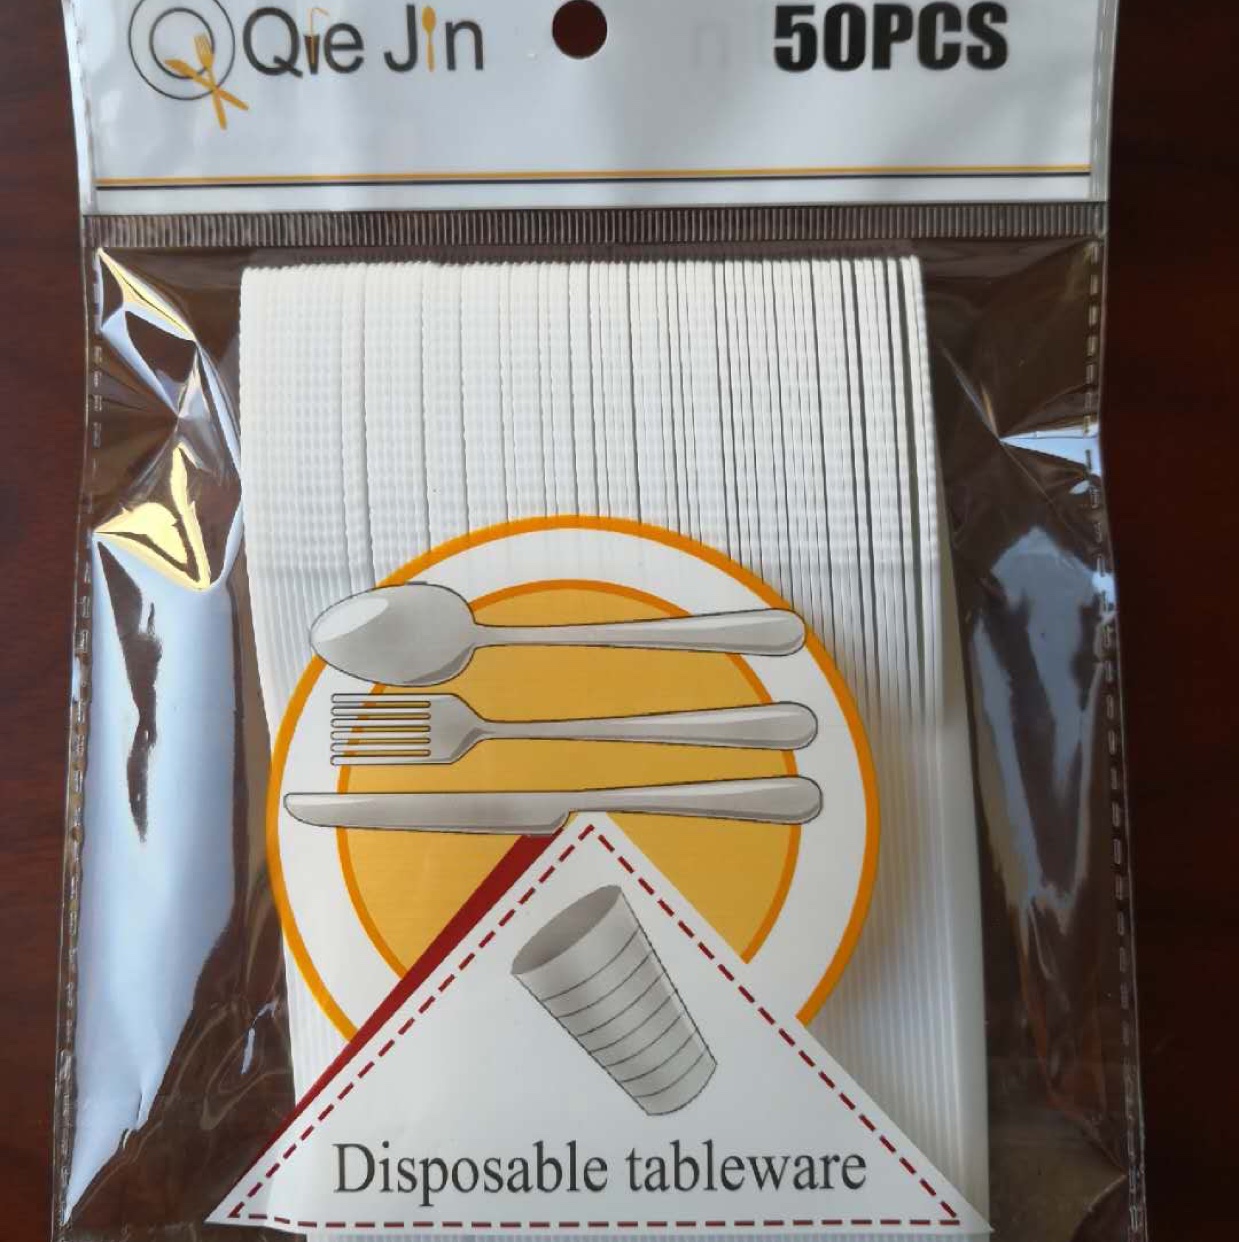 Qie Jin
50PCS
Disposable tableware